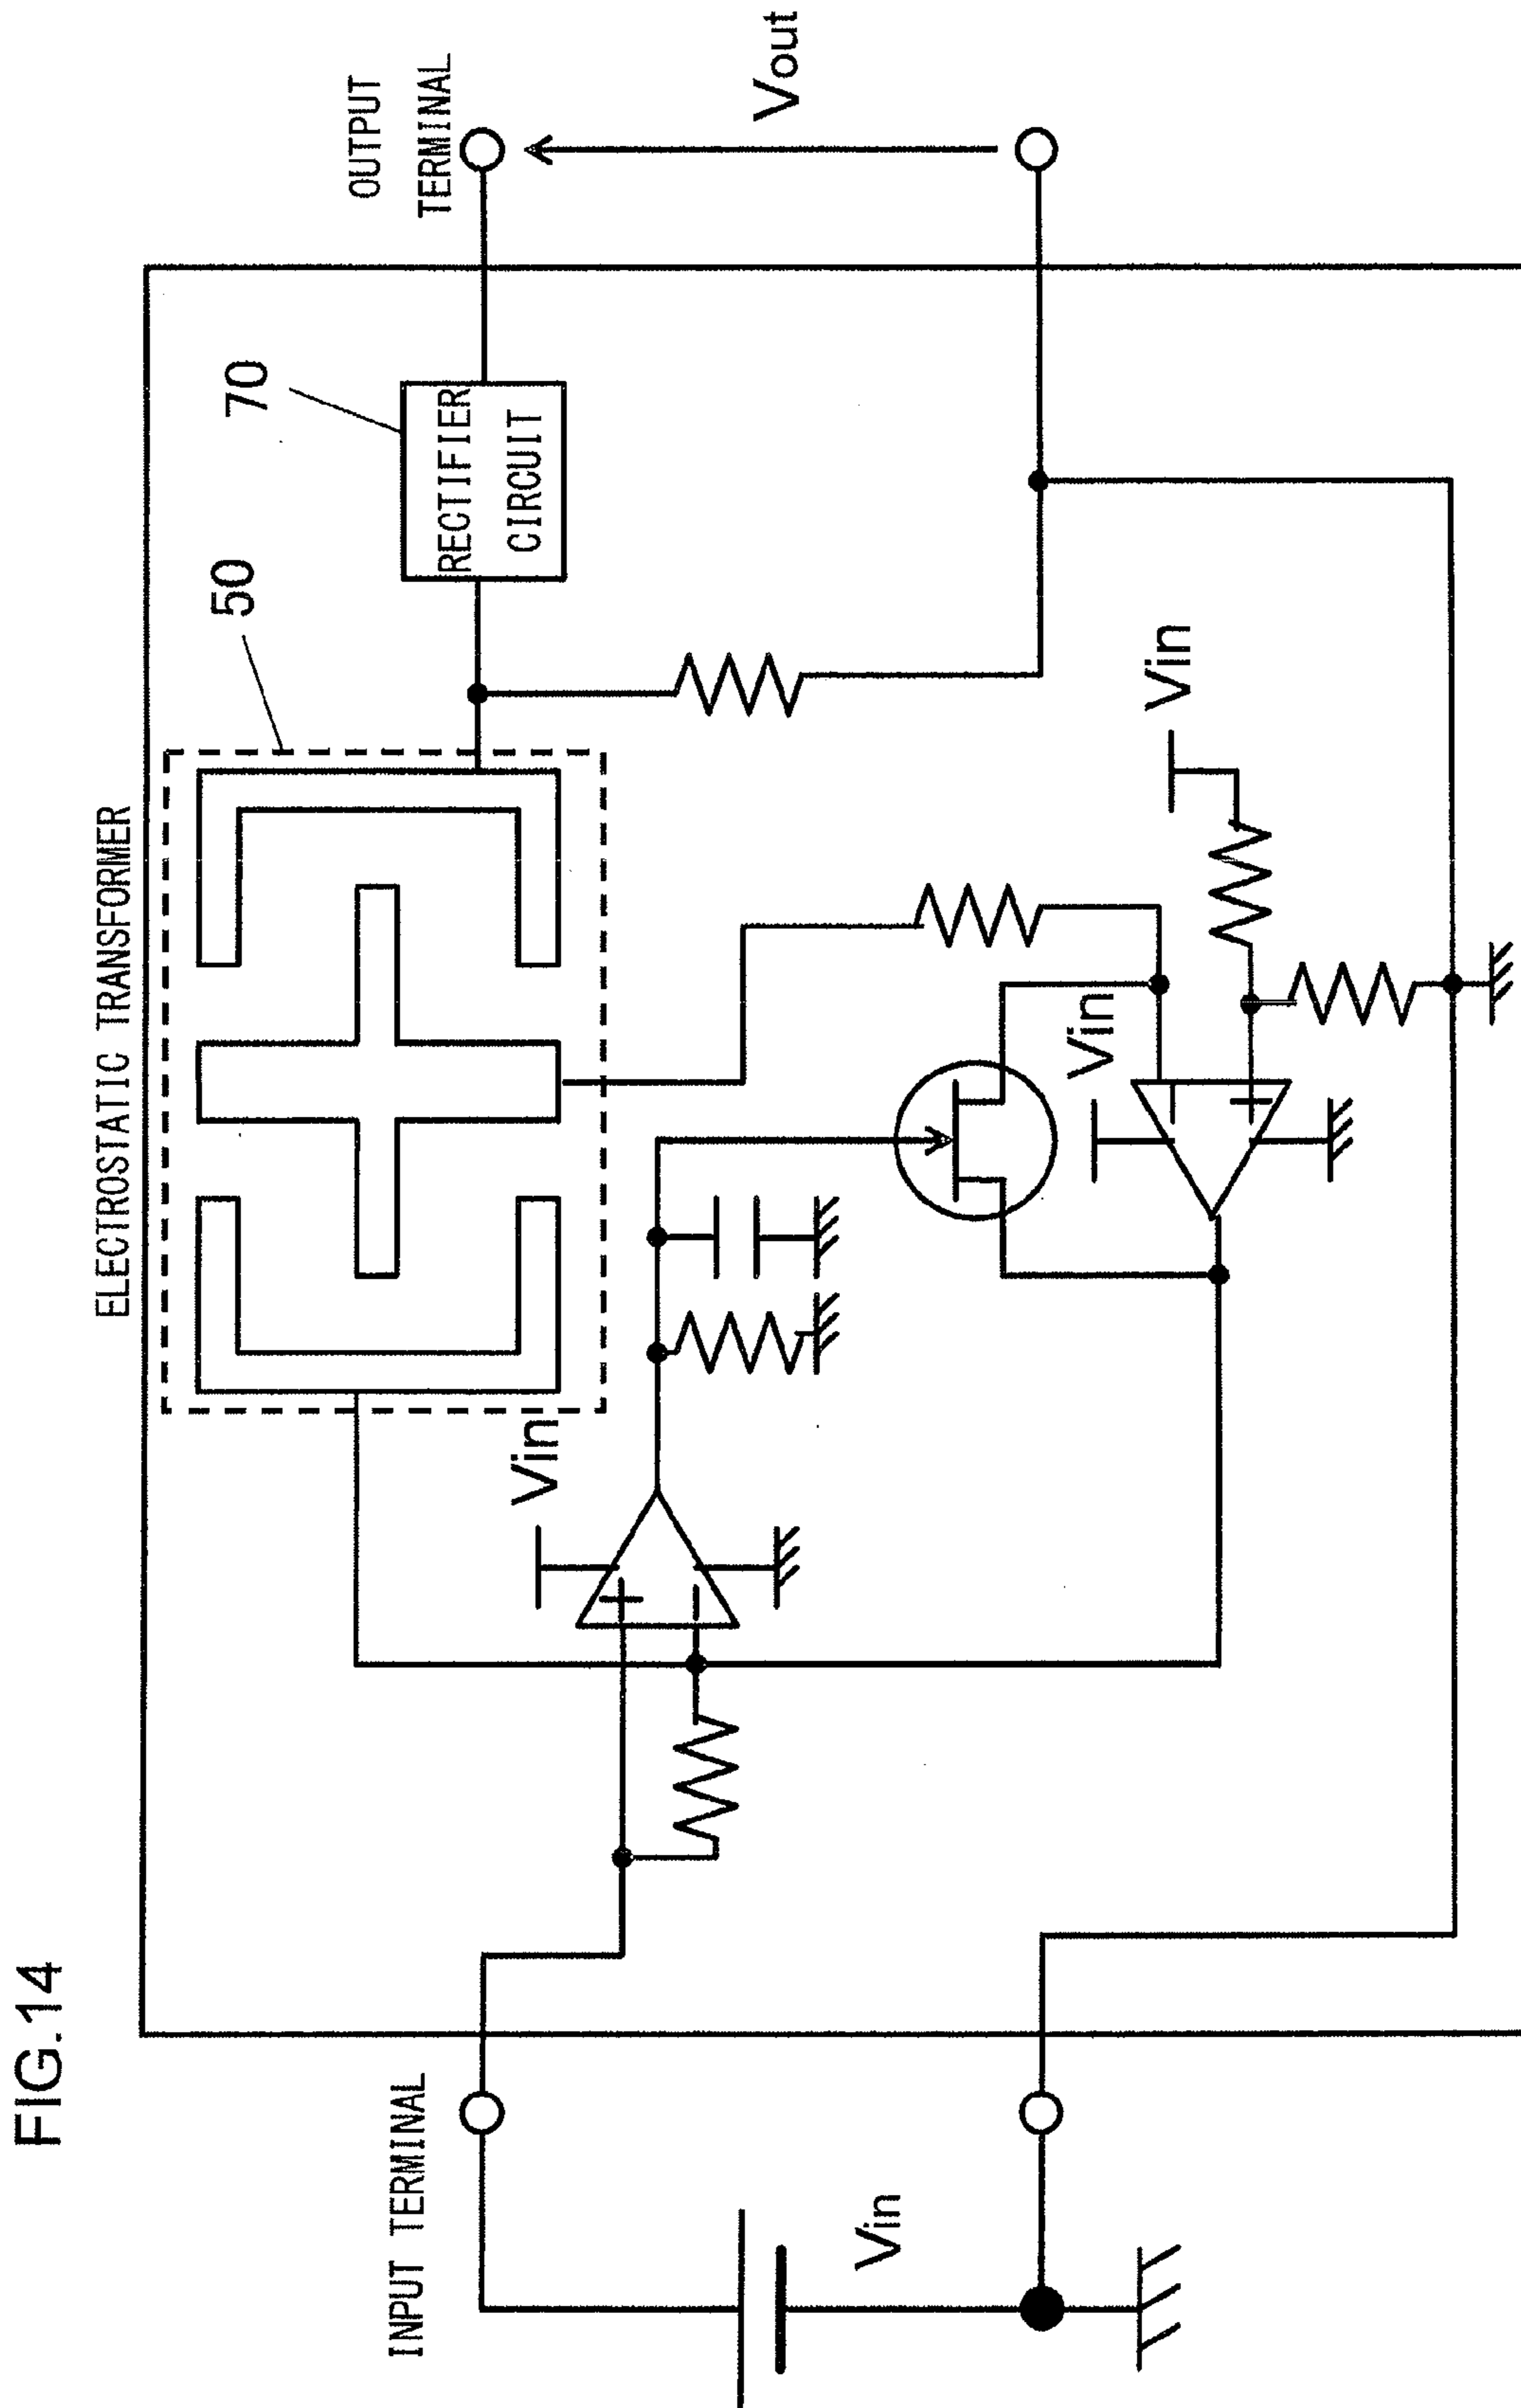 FIG.14
ELECTROSTATIC TRANSFORMER
50
70
RECTIFIER
CIRCUIT
OUTPUT
TERMINAL
Vout
INPUT TERMINAL
Vin
Vin
Vin
Vin
+
−
−
+